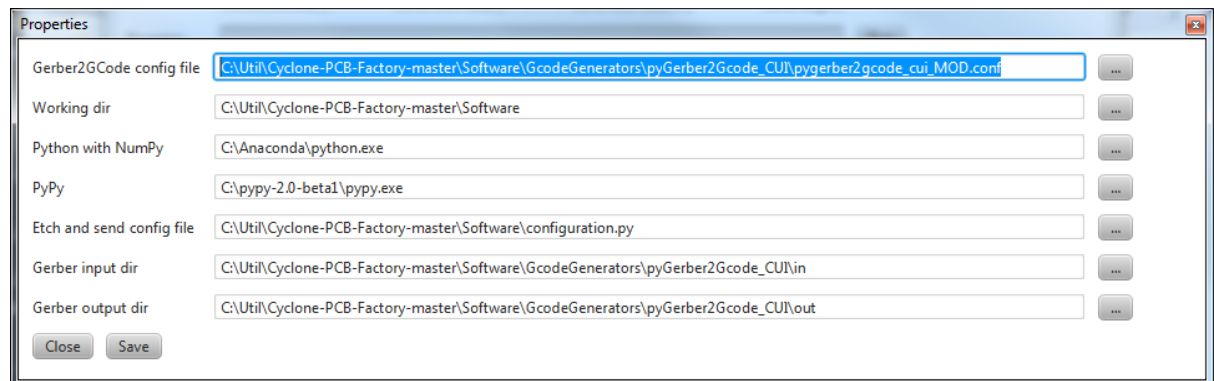 Properties
Gerber2GCode config file C:\Util\Cyclone-PCB-Factory-master\Software\GcodeGenerators\pyGerber2Gcode_CUI\pygerber2gcode_cui_MOD.conf ...
Working dir C:\Util\Cyclone-PCB-Factory-master\Software ...
Python with NumPy C:\Anaconda\python.exe ...
PyPy C:\pypy-2.0-beta1\pypy.exe ...
Etch and send config file C:\Util\Cyclone-PCB-Factory-master\Software\configuration.py ...
Gerber input dir C:\Util\Cyclone-PCB-Factory-master\Software\GcodeGenerators\pyGerber2Gcode_CUI\in ...
Gerber output dir C:\Util\Cyclone-PCB-Factory-master\Software\GcodeGenerators\pyGerber2Gcode_CUI\out ...
Close Save